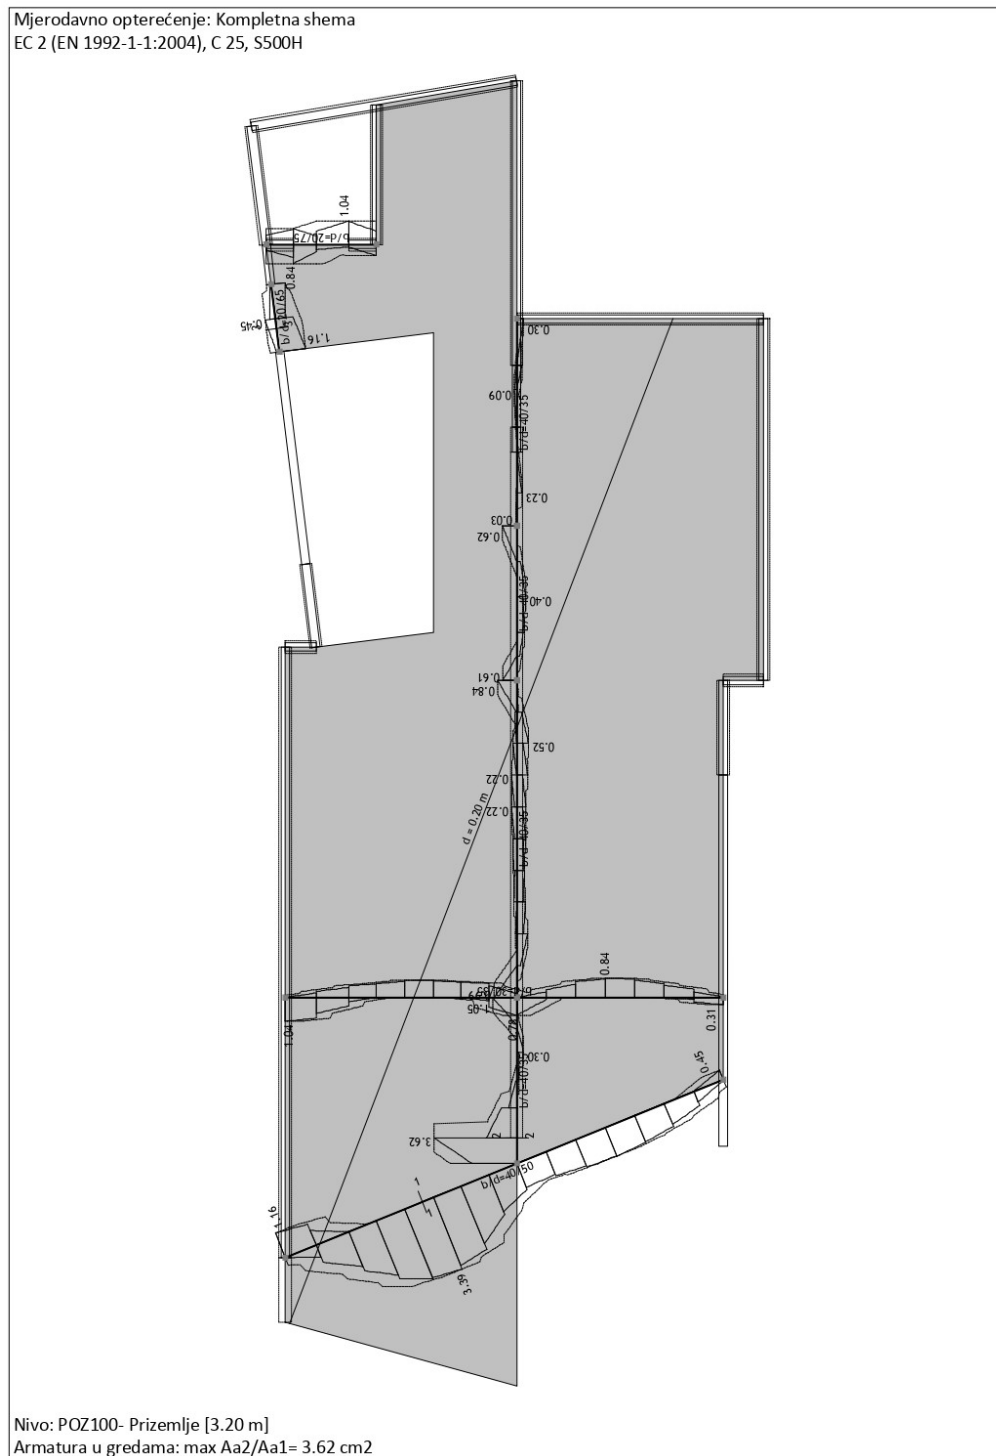 Mjerodavno opterećenje: Kompletna shema
EC 2 (EN 1992-1-1:2004), C 25, S500H
1.04
b/d=20/75
0.84
b/d=20/65
0.45
1.16
0.30
0.09
b/d=40/35
0.23
0.03
0.62
b/d=40/35
0.40
0.61
0.84
0.52
0.22
d = 0.20 m
0.22
b/d=40/35
0.84
1.05
1.04
0.78
0.31
0.30
b/d=40/35
0.45
3.62
2
2
b/d=40/50
1
1
1.16
3.39
Nivo: POZ100- Prizemlje [3.20 m]
Armatura u gredama: max Aa2/Aa1= 3.62 cm2